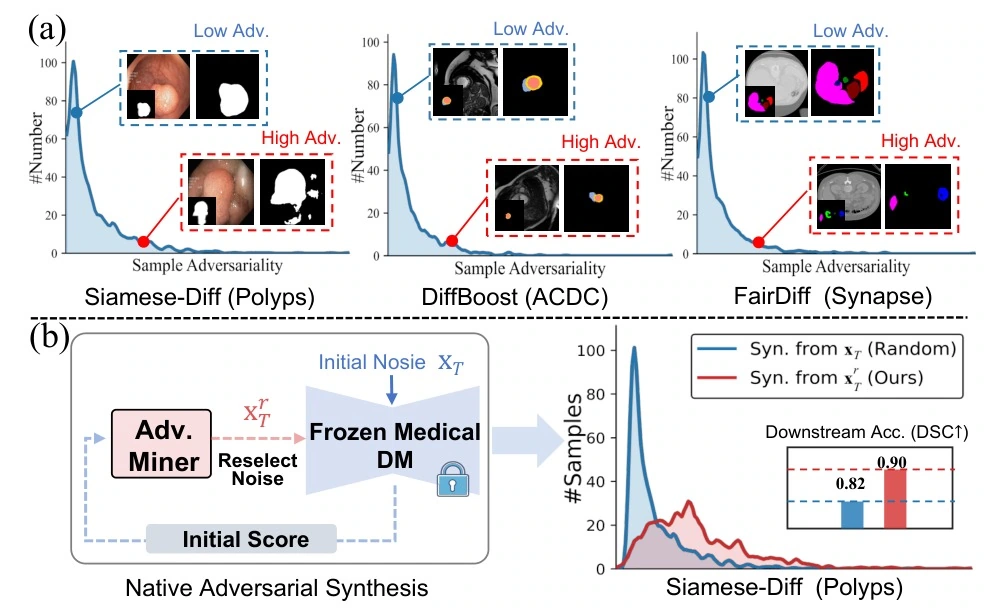 (a)
Low Adv.
High Adv.
#Number
100
80
60
40
20
0
Sample Adversariality
Siamese-Diff (Polyps)
Low Adv.
High Adv.
#Number
100
80
60
40
20
0
Sample Adversariality
DiffBoost (ACDC)
Low Adv.
High Adv.
#Number
100
80
60
40
20
0
Sample Adversariality
FairDiff (Synapse)
(b)
Initial Nosie x_T
Adv.
Miner
x_T^r
Reselect
Noise
Frozen Medical
DM
Initial Score
Native Adversarial Synthesis
#Samples
100
80
60
40
20
0
Syn. from x_T (Random)
Syn. from x_T^r (Ours)
Downstream Acc. (DSC↑)
0.82
0.90
Siamese-Diff (Polyps)